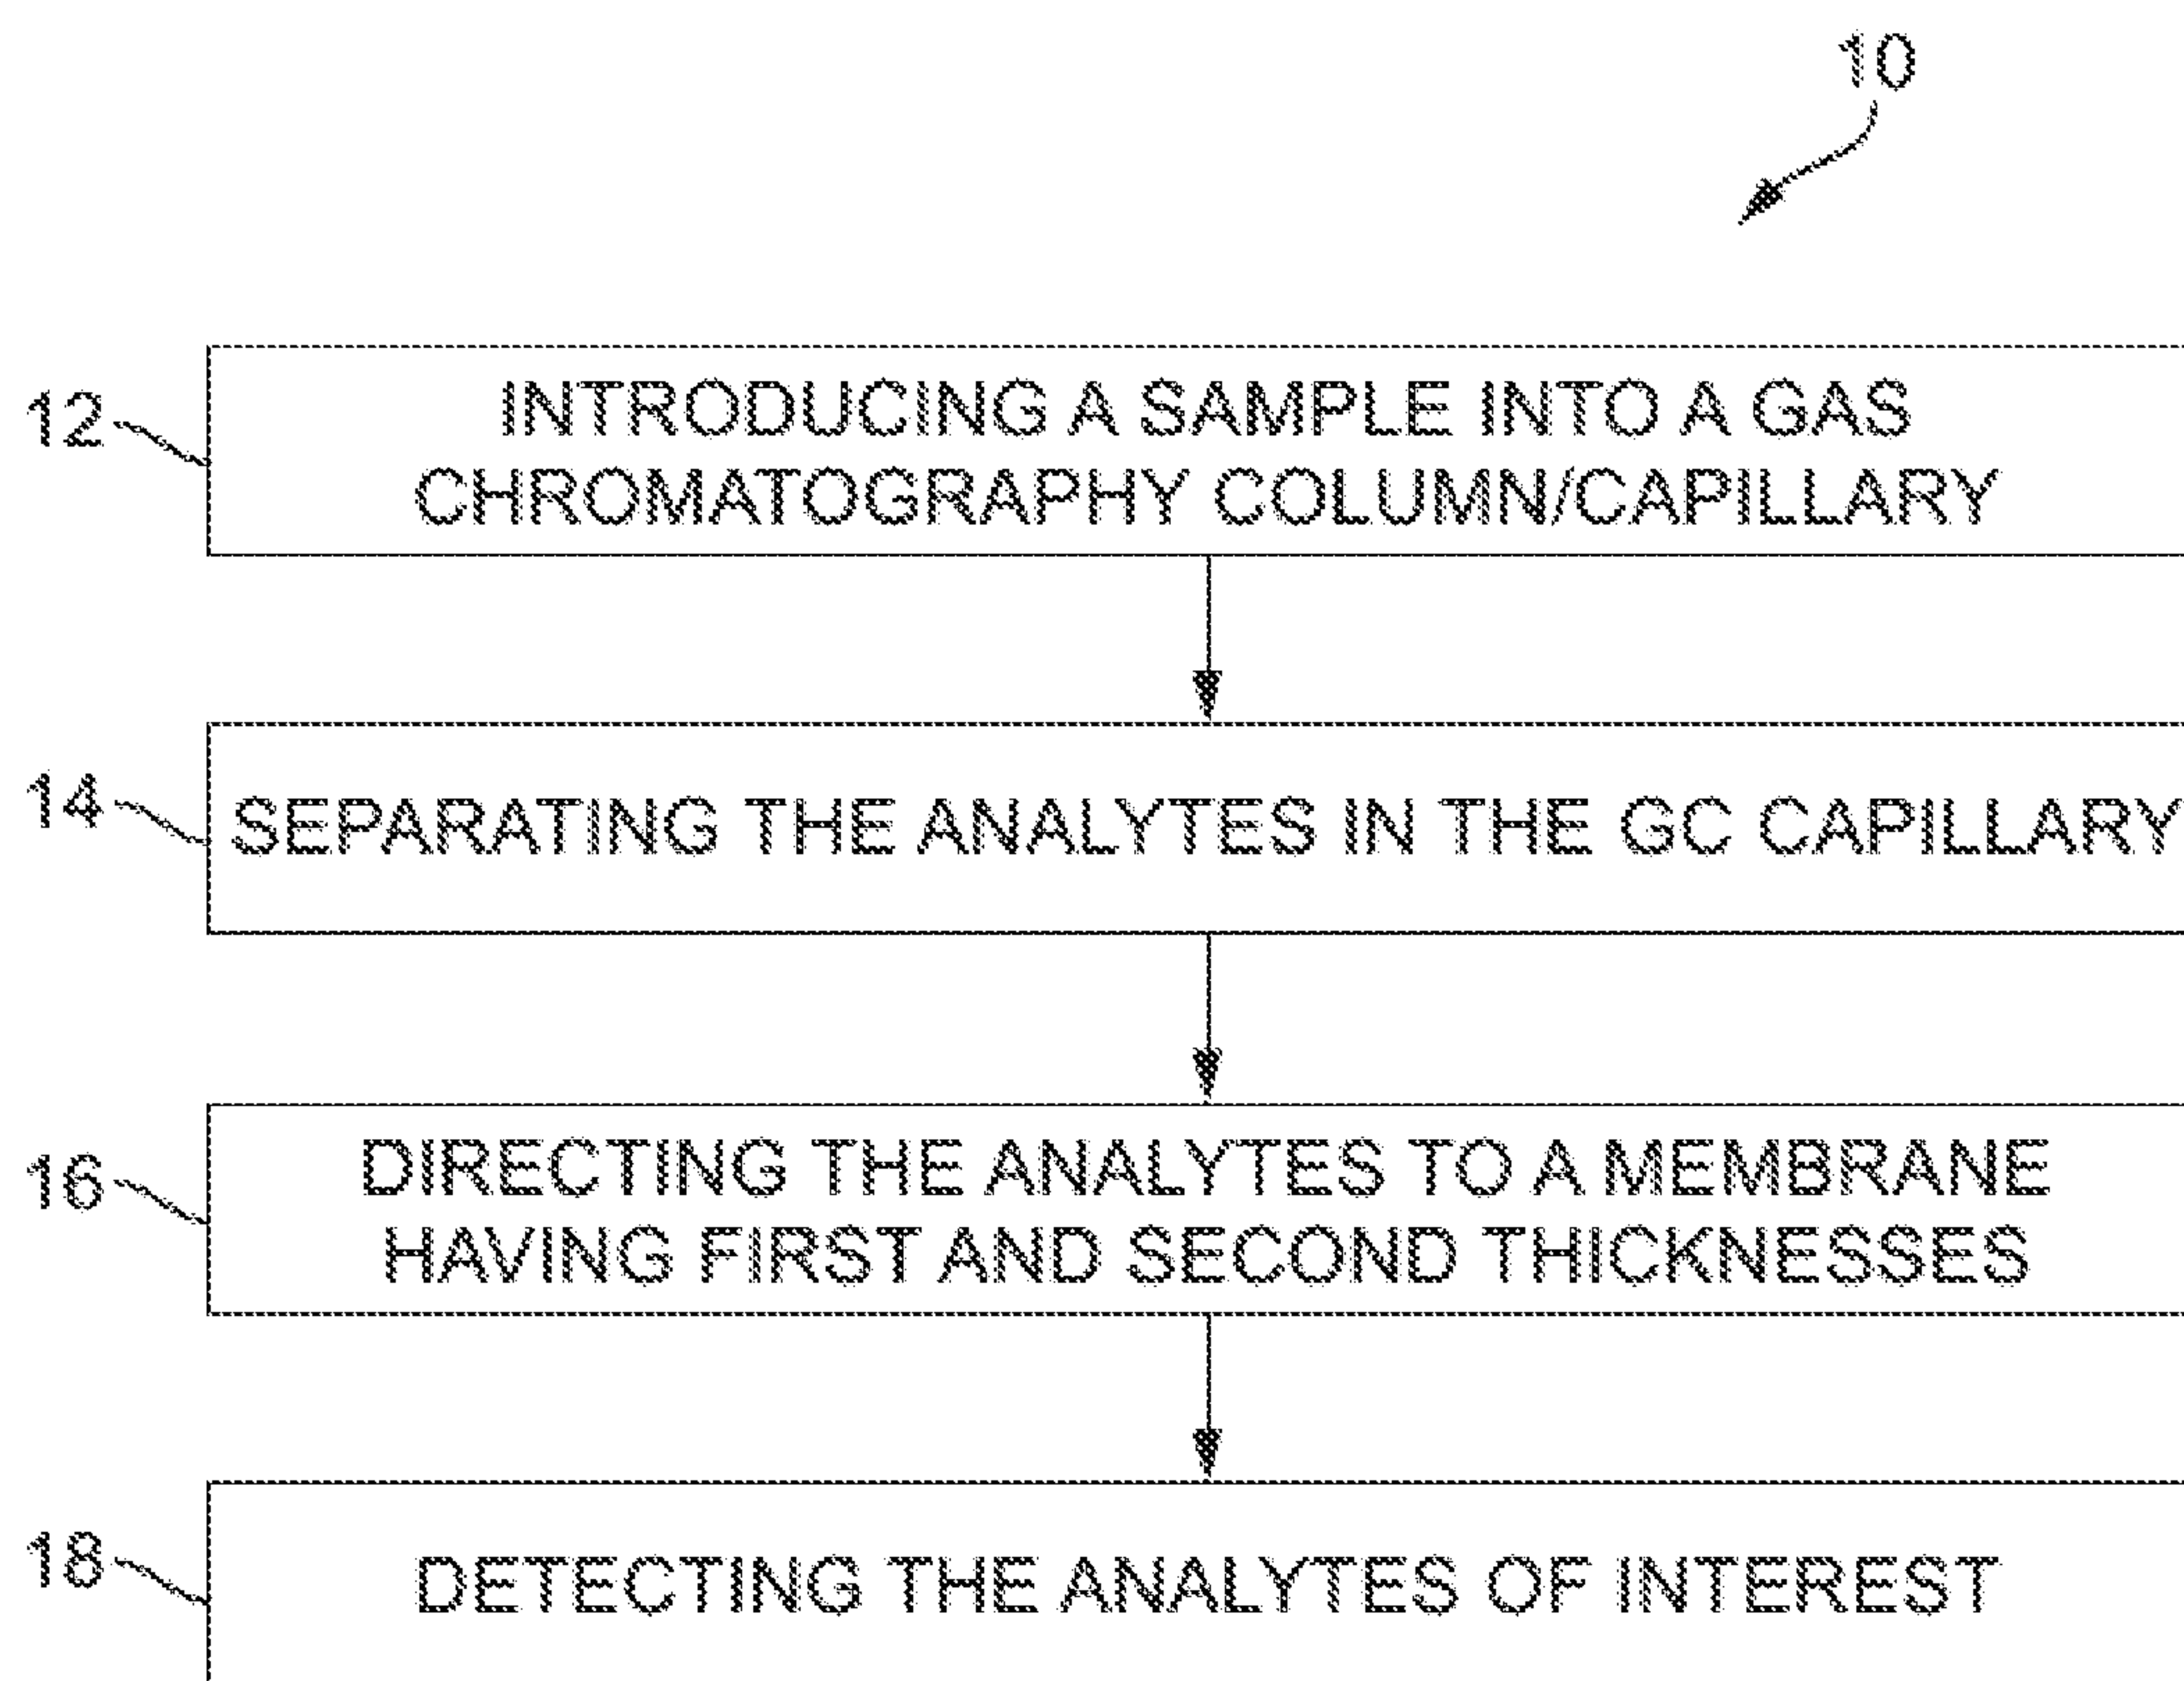 10
12
INTRODUCING A SAMPLE INTO A GAS
CHROMATOGRAPHY COLUMN/CAPILLARY
14
SEPARATING THE ANALYTES IN THE GC CAPILLARY
16
DIRECTING THE ANALYTES TO A MEMBRANE
HAVING FIRST AND SECOND THICKNESSES
18
DETECTING THE ANALYTES OF INTEREST